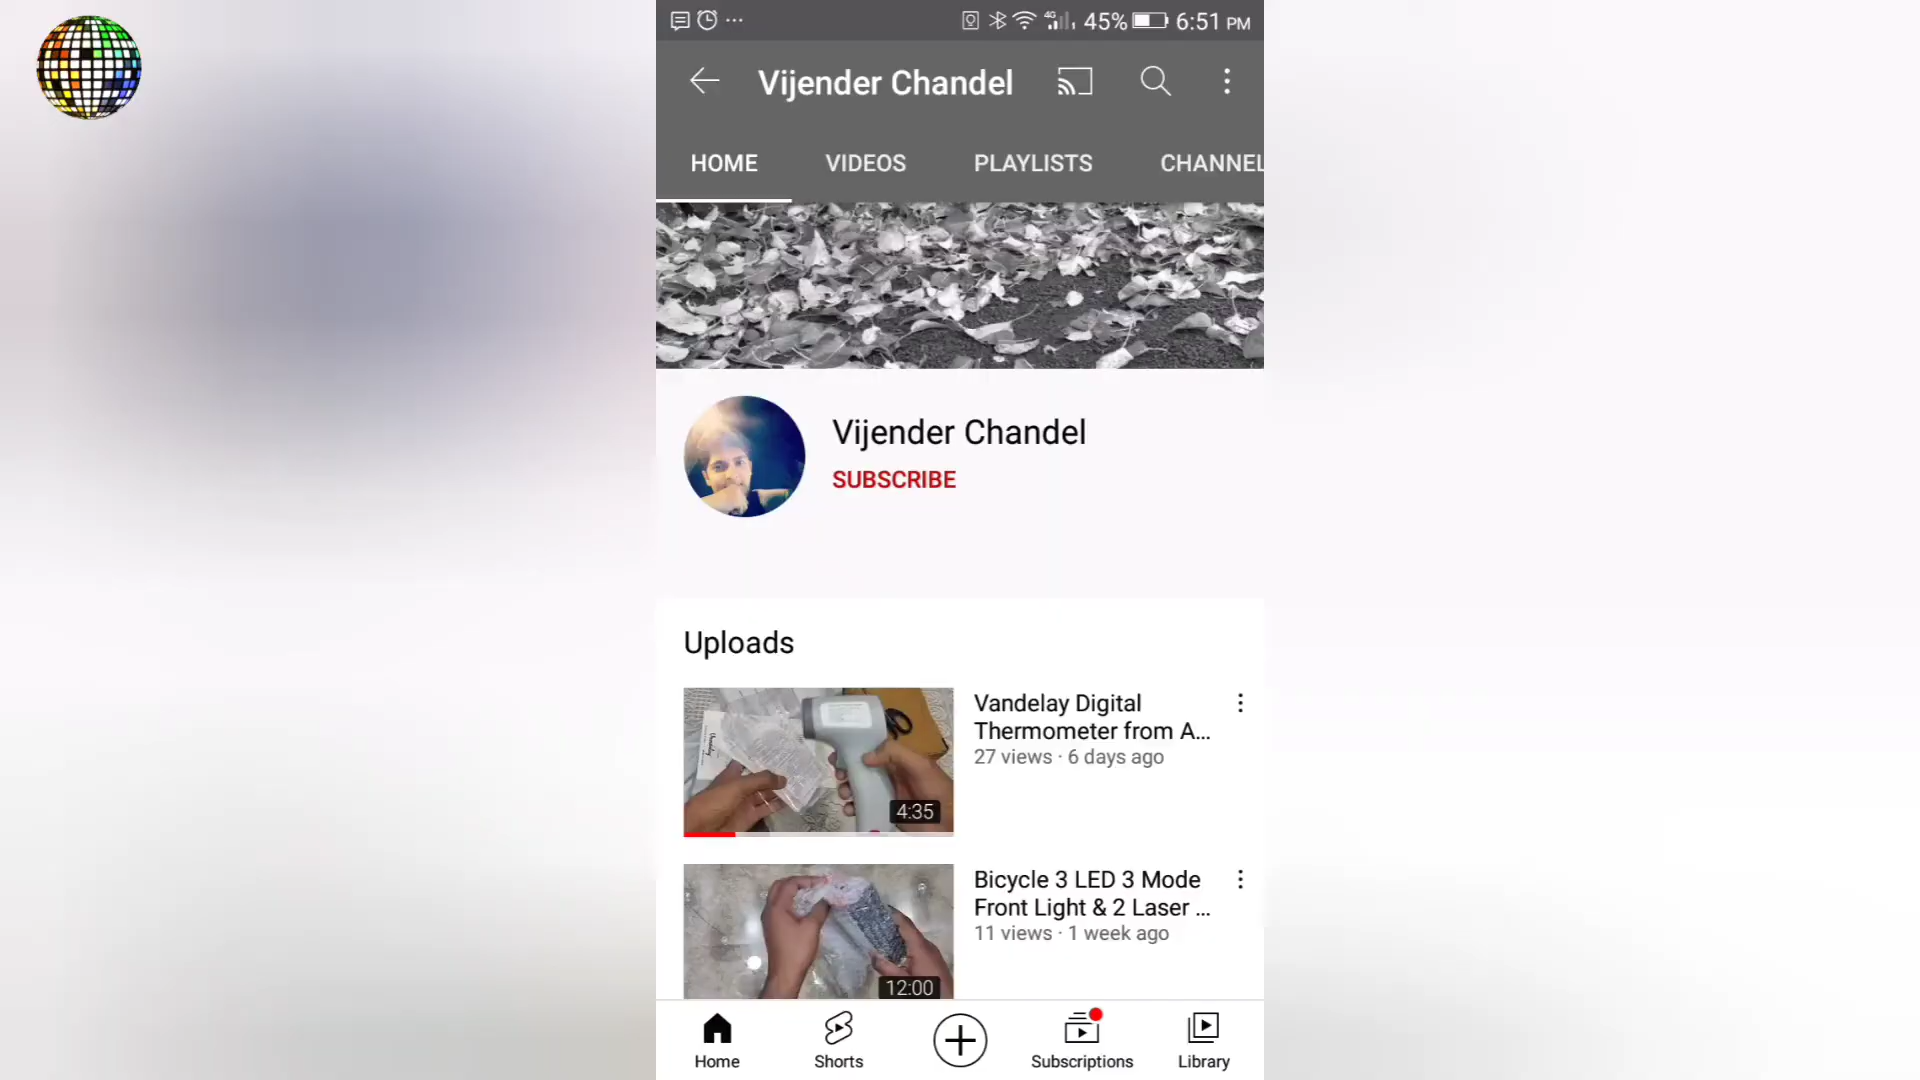 45% 6:51 PM
Vijender Chandel
HOME VIDEOS PLAYLISTS CHANNEL
Vijender Chandel
SUBSCRIBE
Uploads
Vandelay Digital
Thermometer from A...
27 views · 6 days ago
4:35
Bicycle 3 LED 3 Mode
Front Light & 2 Laser ...
11 views · 1 week ago
12:00
Home Shorts Subscriptions Library